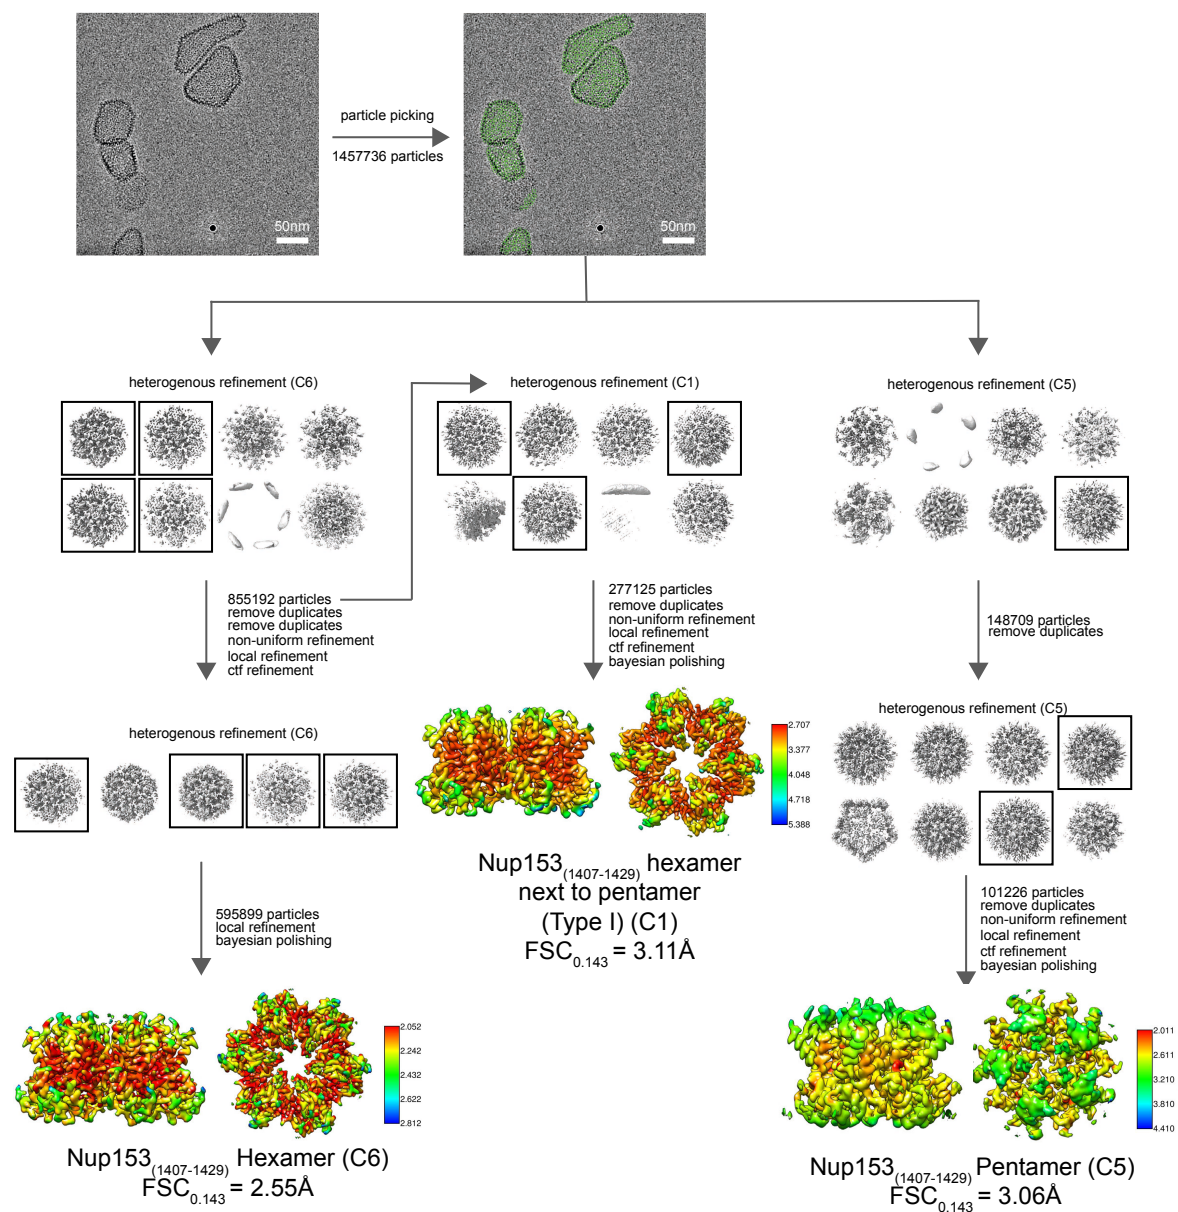 particle picking
1457736 particles
50nm
50nm
heterogenous refinement (C6)
heterogenous refinement (C1)
heterogenous refinement (C5)
855192 particles
remove duplicates
remove duplicates
non-uniform refinement
local refinement
ctf refinement
277125 particles
remove duplicates
non-uniform refinement
local refinement
ctf refinement
bayesian polishing
148709 particles
remove duplicates
heterogenous refinement (C6)
heterogenous refinement (C5)
2.707
3.377
4.048
4.718
5.388
Nup153(1407-1429) hexamer
next to pentamer
(Type I) (C1)
FSC0.143 = 3.11Å
595899 particles
local refinement
bayesian polishing
101226 particles
remove duplicates
non-uniform refinement
local refinement
ctf refinement
bayesian polishing
2.052
2.242
2.432
2.622
2.812
Nup153(1407-1429) Hexamer (C6)
FSC0.143 = 2.55Å
2.011
2.611
3.210
3.810
4.410
Nup153(1407-1429) Pentamer (C5)
FSC0.143 = 3.06Å